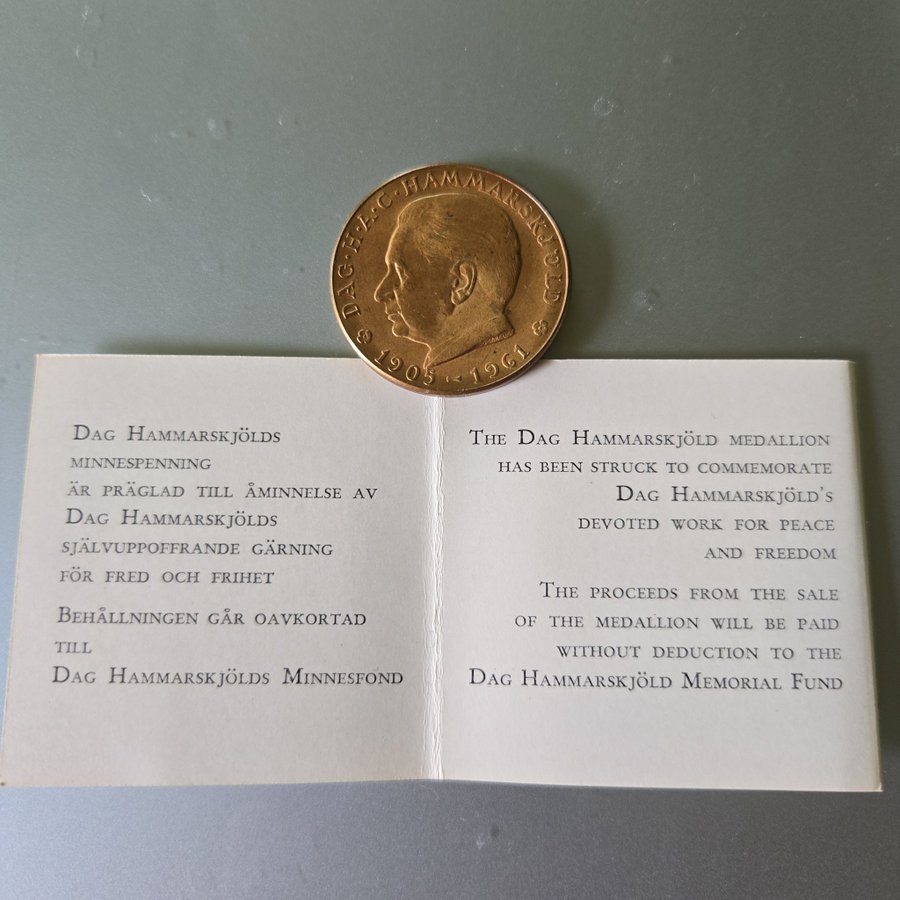 DAG·H·A·C·HAMMARSKJÖLD
1905 1961
DAG HAMMARSKJÖLDS
MINNESPENNING
ÄR PRÄGLAD TILL ÅMINNELSE AV
DAG HAMMARSKJÖLDS
SJÄLVUPPOFFRANDE GÄRNING
FÖR FRED OCH FRIHET
BEHÅLLNINGEN GÅR OAVKORTAD
TILL
DAG HAMMARSKJÖLDS MINNESFOND
THE DAG HAMMARSKJÖLD MEDALLION
HAS BEEN STRUCK TO COMMEMORATE
DAG HAMMARSKJÖLD'S
DEVOTED WORK FOR PEACE
AND FREEDOM
THE PROCEEDS FROM THE SALE
OF THE MEDALLION WILL BE PAID
WITHOUT DEDUCTION TO THE
DAG HAMMARSKJÖLD MEMORIAL FUND